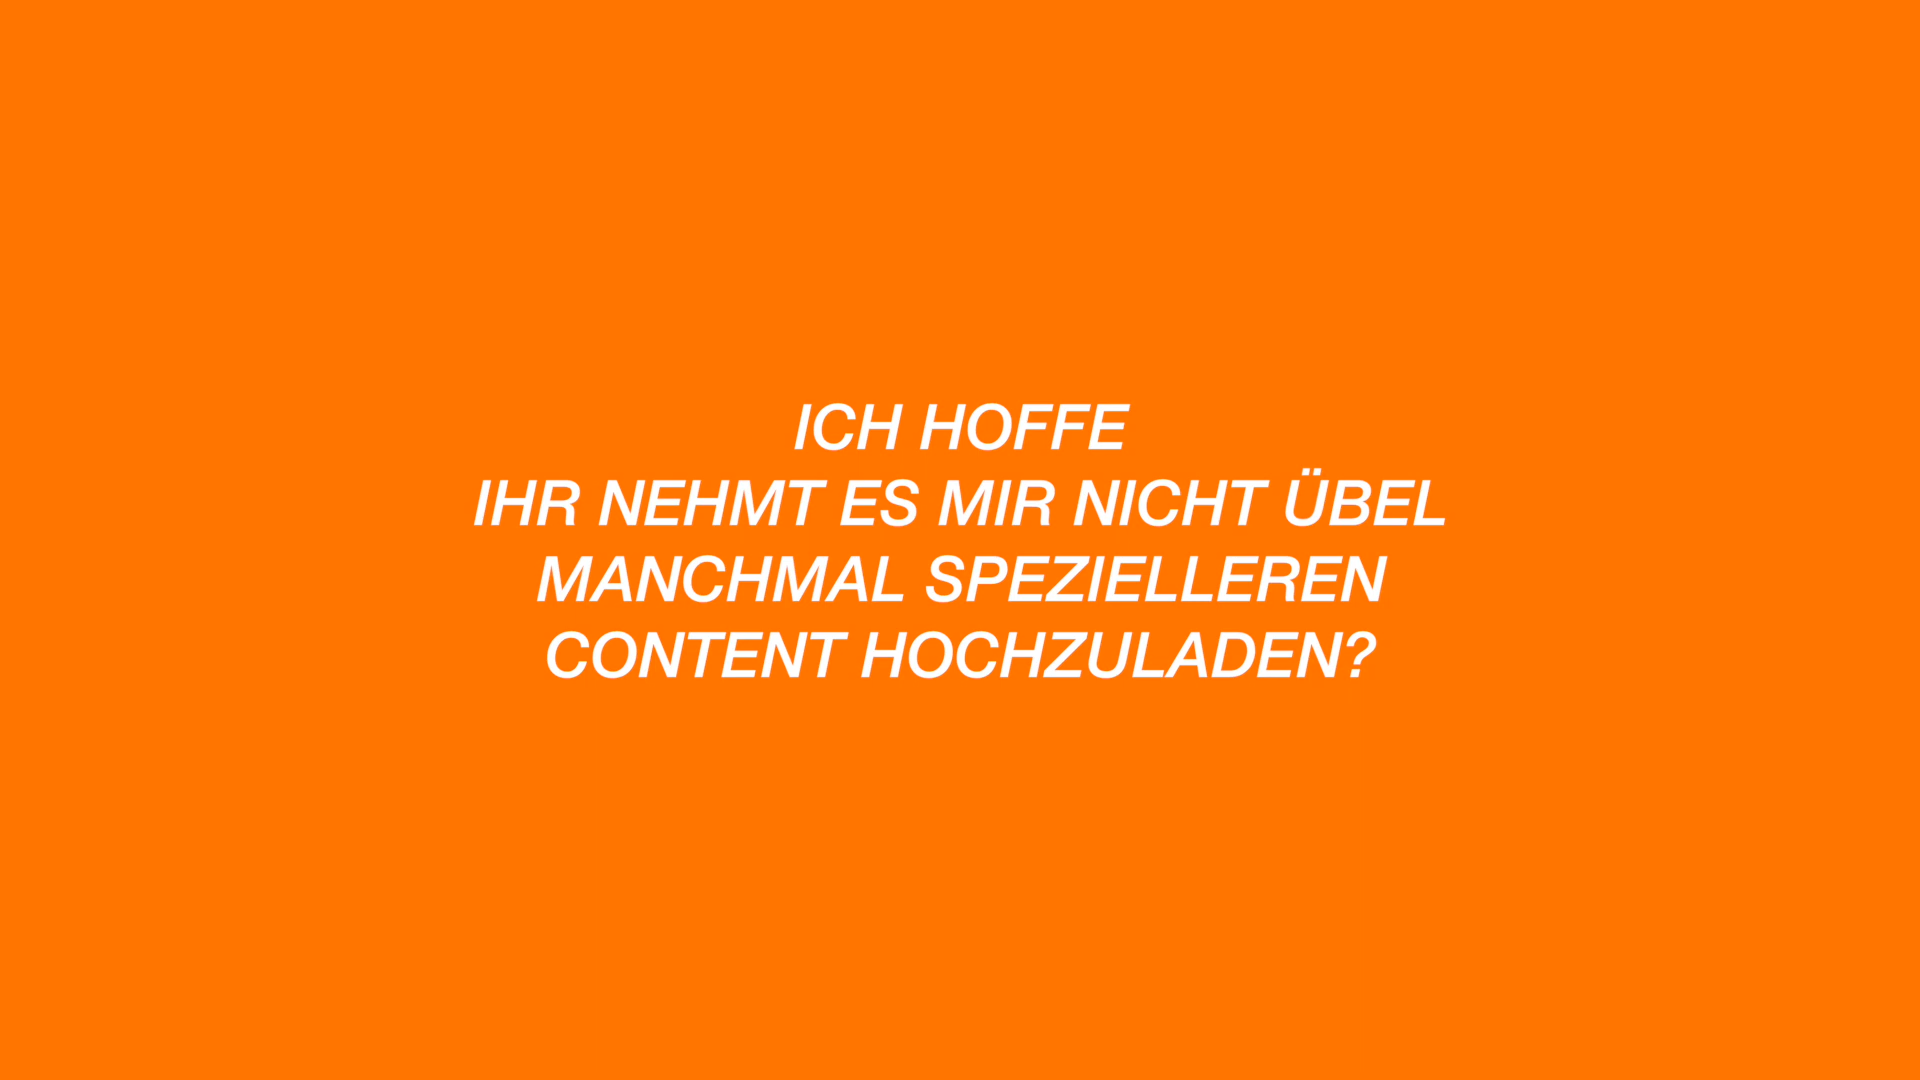 ICH HOFFE
IHR NEHMT ES MIR NICHT ÜBEL
MANCHMAL SPEZIELLEREN
CONTENT HOCHZULADEN?